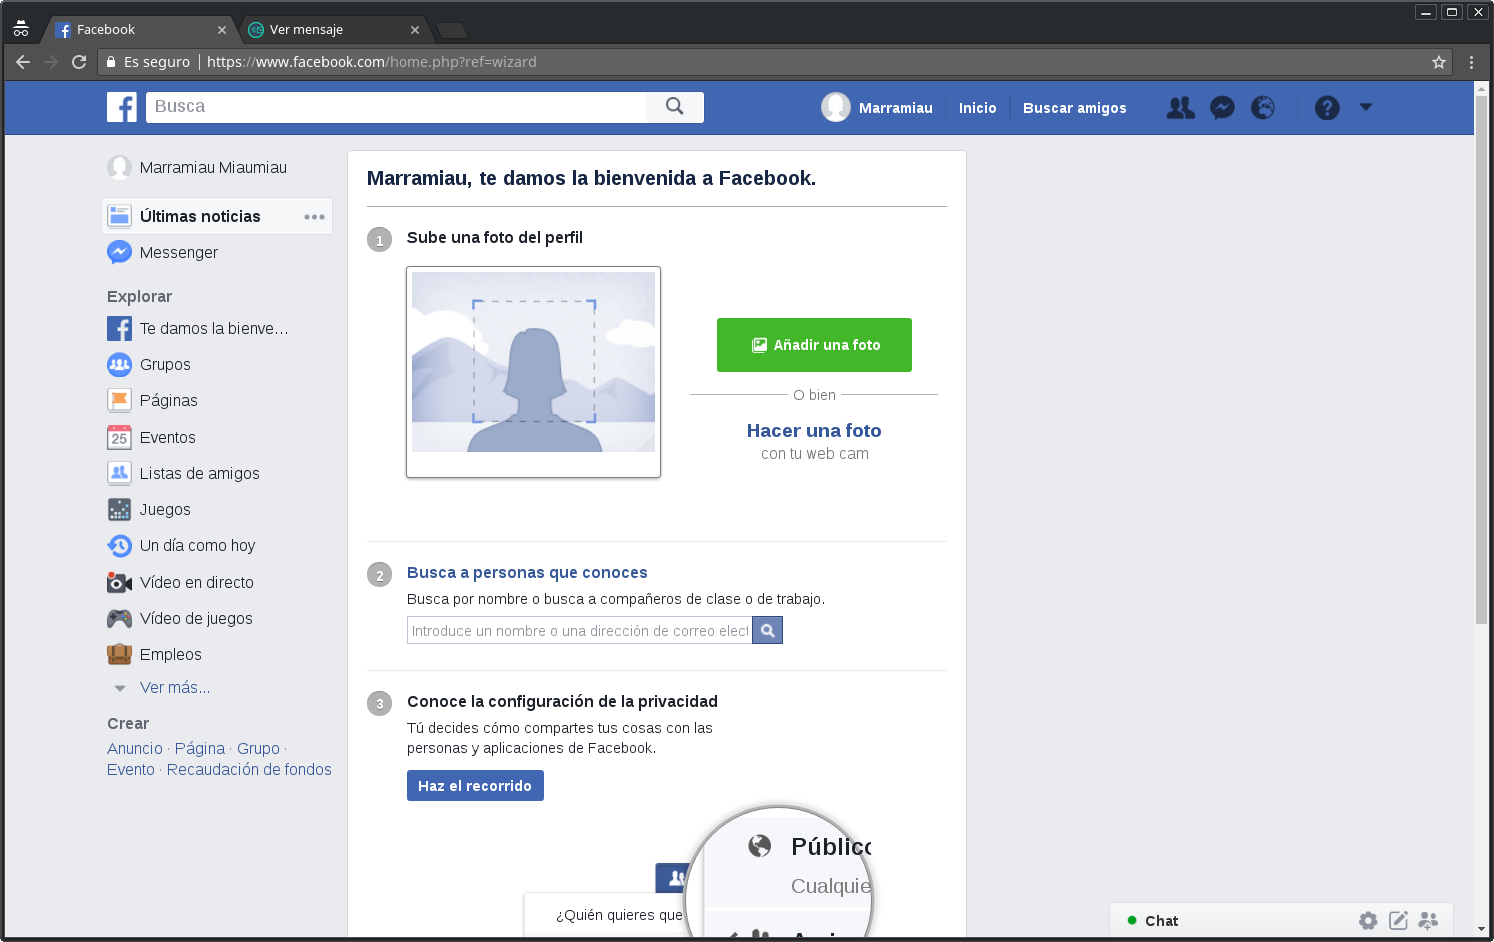 Facebook
Ver mensaje
Es seguro
https://www.facebook.com/home.php?ref=wizard
Busca
Marramiau
Inicio
Buscar amigos
Marramiau Miaumiau
Últimas noticias
Messenger
Explorar
Te damos la bienve...
Grupos
Páginas
25
Eventos
Listas de amigos
Juegos
Un día como hoy
Vídeo en directo
Vídeo de juegos
Empleos
Ver más...
Crear
Anuncio · Página · Grupo ·
Evento · Recaudación de fondos
Marramiau, te damos la bienvenida a Facebook.
1
Sube una foto del perfil
Añadir una foto
O bien
Hacer una foto
con tu web cam
2
Busca a personas que conoces
Busca por nombre o busca a compañeros de clase o de trabajo.
Introduce un nombre o una dirección de correo elect
3
Conoce la configuración de la privacidad
Tú decides cómo compartes tus cosas con las
personas y aplicaciones de Facebook.
Haz el recorrido
Público
Cualquie
¿Quién quieres que
Chat